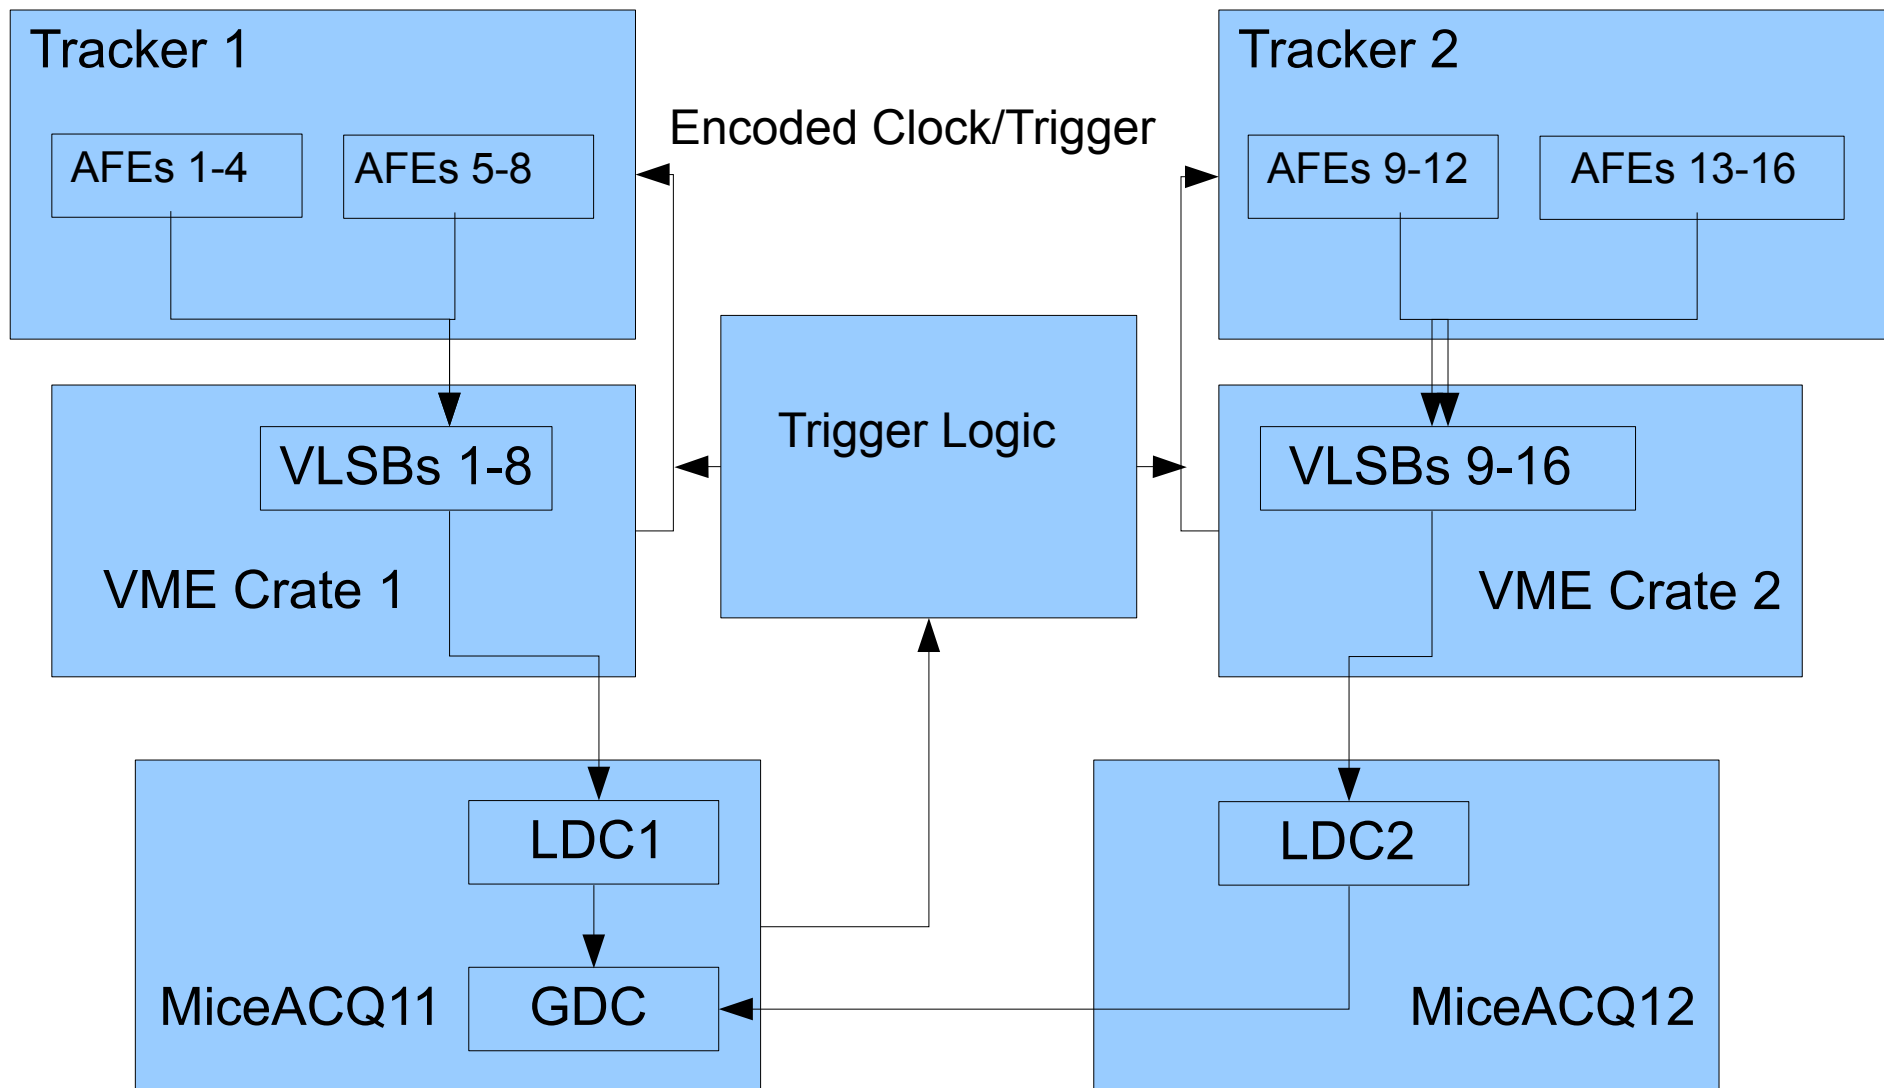 Tracker 1
Tracker 2
Encoded Clock/Trigger
AFEs 1-4
AFEs 5-8
AFEs 9-12
AFEs 13-16
Trigger Logic
VLSBs 1-8
VLSBs 9-16
VME Crate 1
VME Crate 2
LDC1
LDC2
MiceACQ11
GDC
MiceACQ12